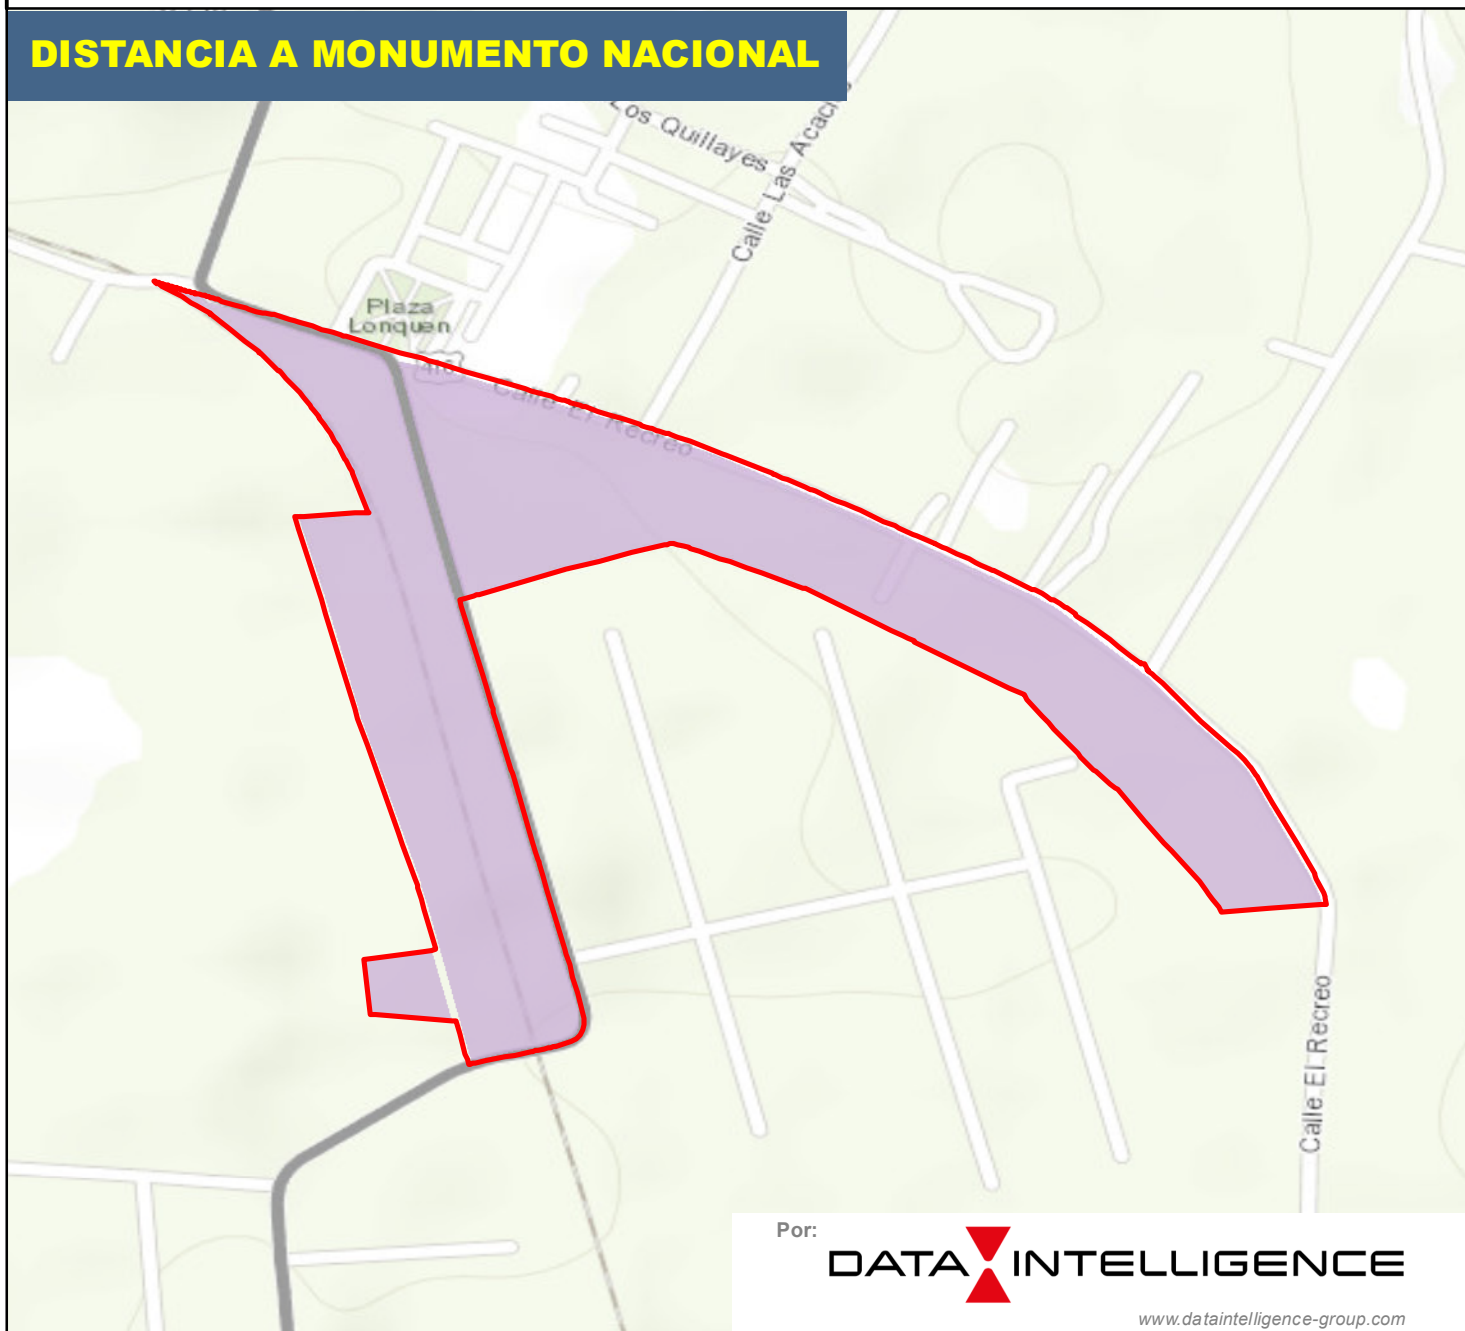 DISTANCIA A MONUMENTO NACIONAL
Los Quillayes
Calle Las Acacias
Plaza
Lonquen
Calle El Recreo
Calle El Recreo
Por:
DATA INTELLIGENCE
www.dataintelligence-group.com